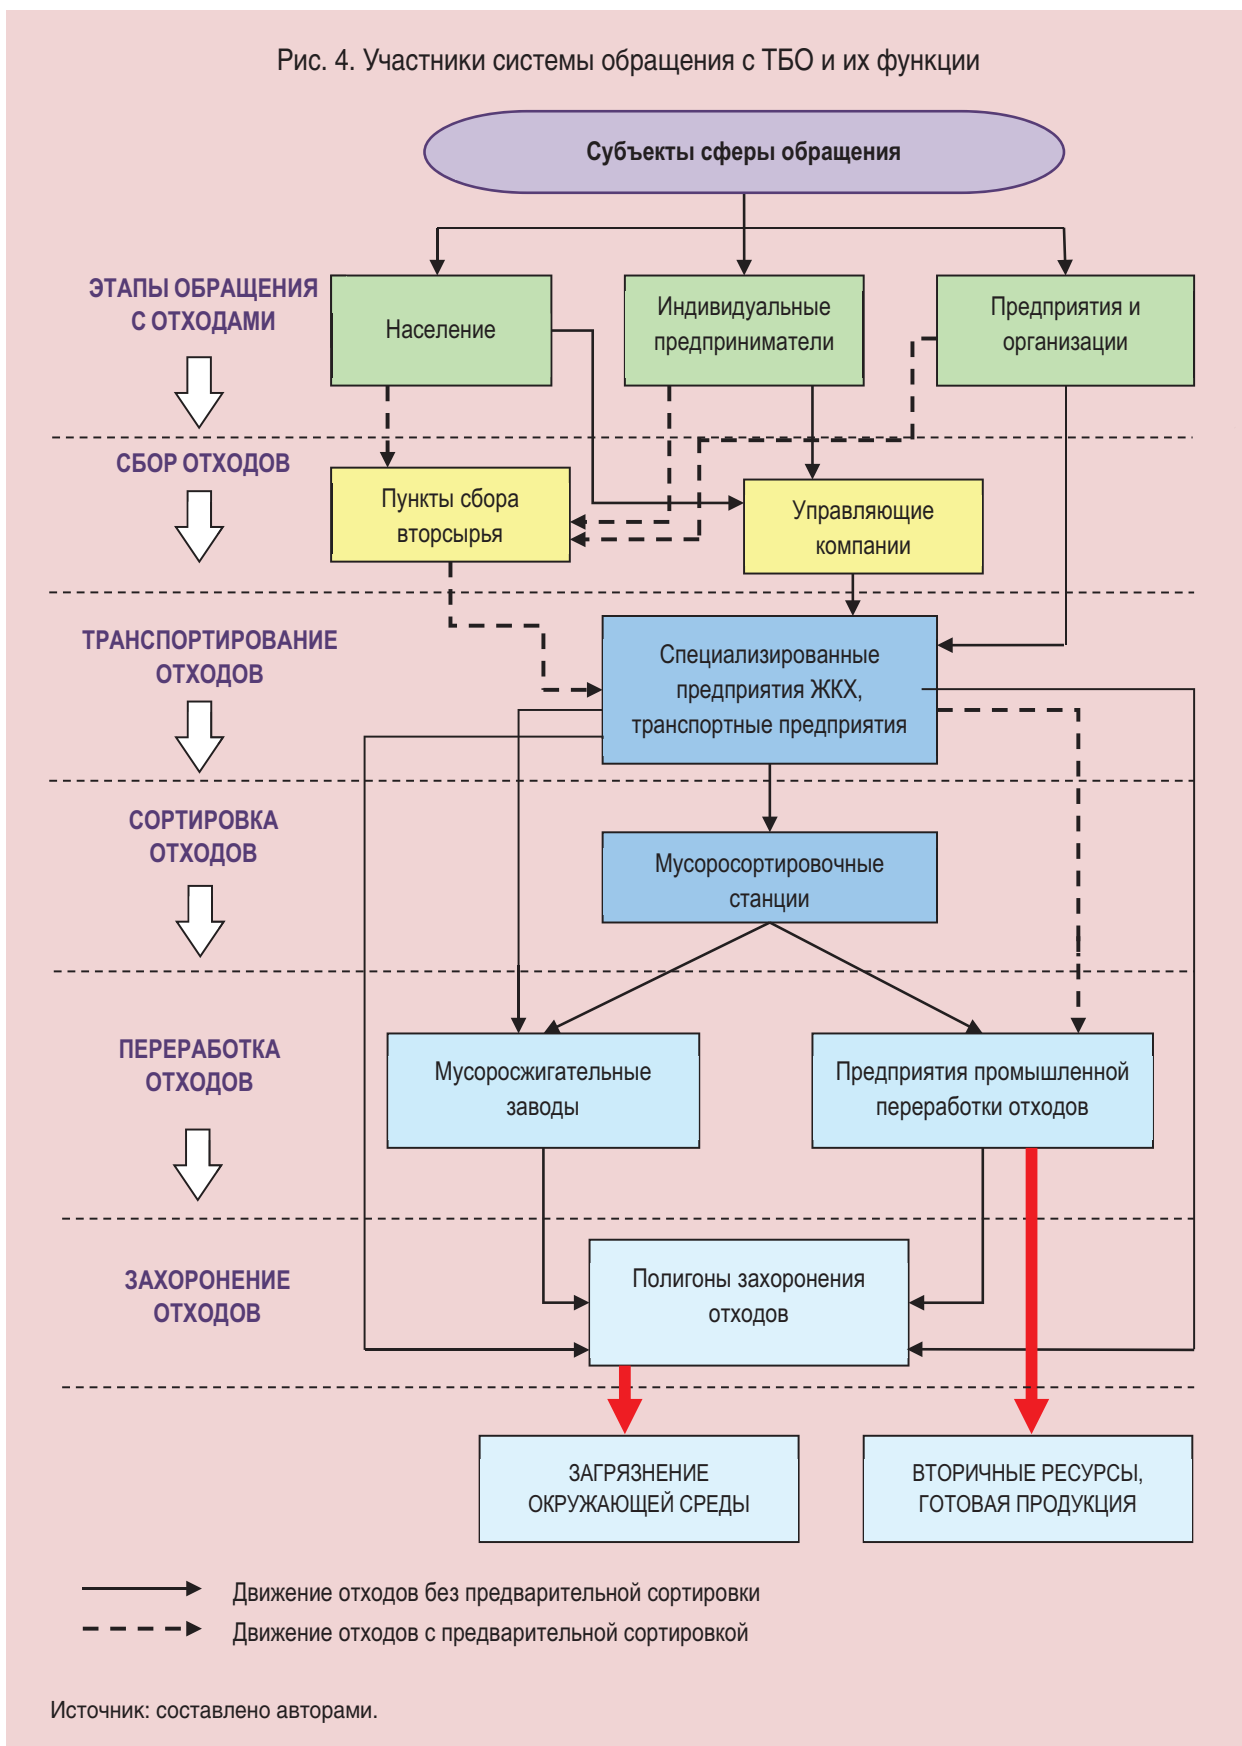 Рис. 4. Участники системы обращения с ТБО и их функции
Субъекты сферы обращения
ЭТАПЫ ОБРАЩЕНИЯ
С ОТХОДАМИ
Население
Индивидуальные
предприниматели
Предприятия и
организации
СБОР ОТХОДОВ
Пункты сбора
вторсырья
Управляющие
компании
ТРАНСПОРТИРОВАНИЕ
ОТХОДОВ
Специализированные
предприятия ЖКХ,
транспортные предприятия
СОРТИРОВКА
ОТХОДОВ
Мусоросортировочные
станции
ПЕРЕРАБОТКА
ОТХОДОВ
Мусоросжигательные
заводы
Предприятия промышленной
переработки отходов
ЗАХОРОНЕНИЕ
ОТХОДОВ
Полигоны захоронения
отходов
ЗАГРЯЗНЕНИЕ
ОКРУЖАЮЩЕЙ СРЕДЫ
ВТОРИЧНЫЕ РЕСУРСЫ,
ГОТОВАЯ ПРОДУКЦИЯ
Движение отходов без предварительной сортировки
Движение отходов с предварительной сортировкой
Источник: составлено авторами.